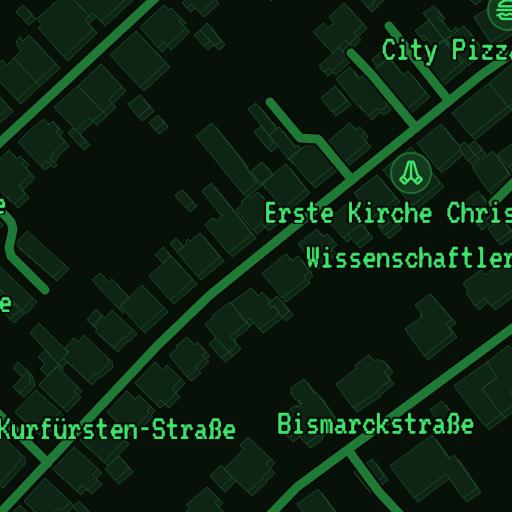 City Pizz
Erste Kirche Chris
Wissenschaftler
Kurfürsten-Straße
Bismarckstraße